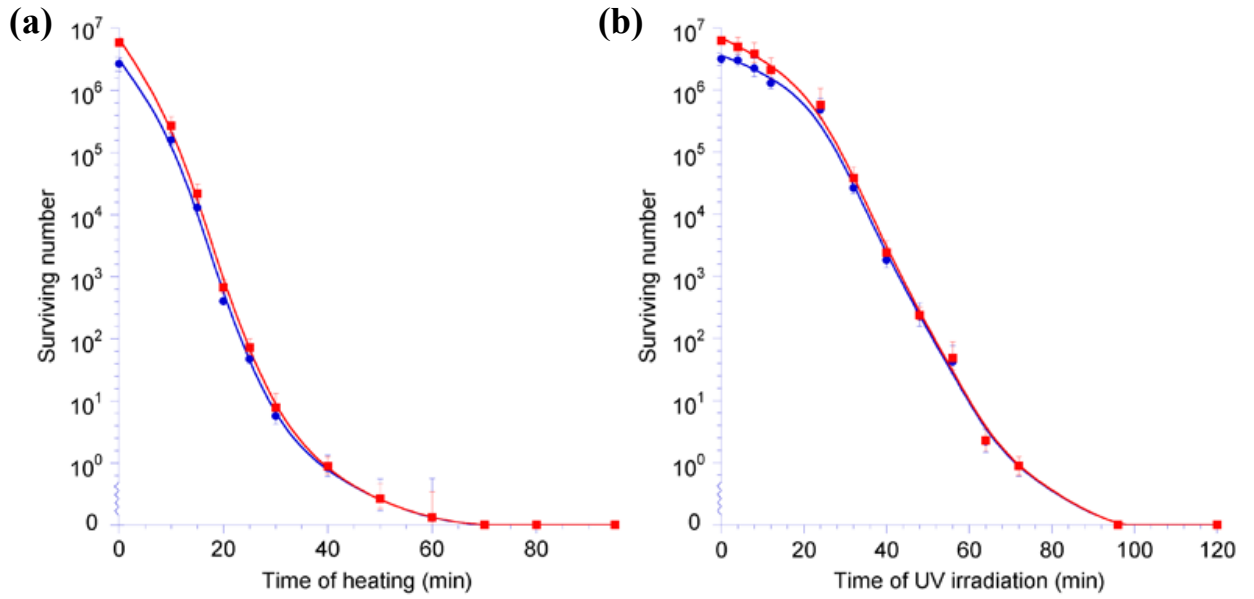 (a)
10^7
10^6
10^5
10^4
10^3
10^2
10^1
10^0
0
Surviving number
0 20 40 60 80
Time of heating (min)
(b)
10^7
10^6
10^5
10^4
10^3
10^2
10^1
10^0
0
Surviving number
0 20 40 60 80 100 120
Time of UV irradiation (min)